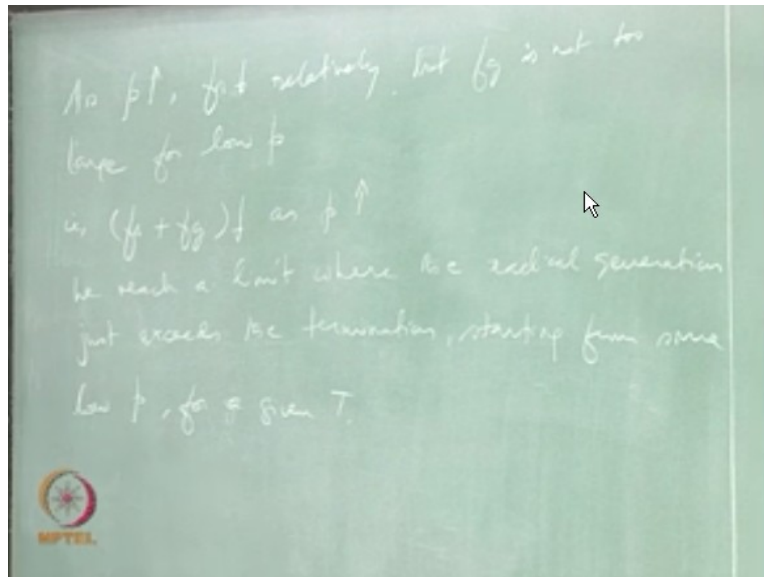 As p↑, fs↓ relatively, but fg is not too
large for low p
ie, (fs + fg)↓ as p↑
We reach a limit where the radical generation
just exceeds the termination, starting from some
low p, for a given T.
NPTEL